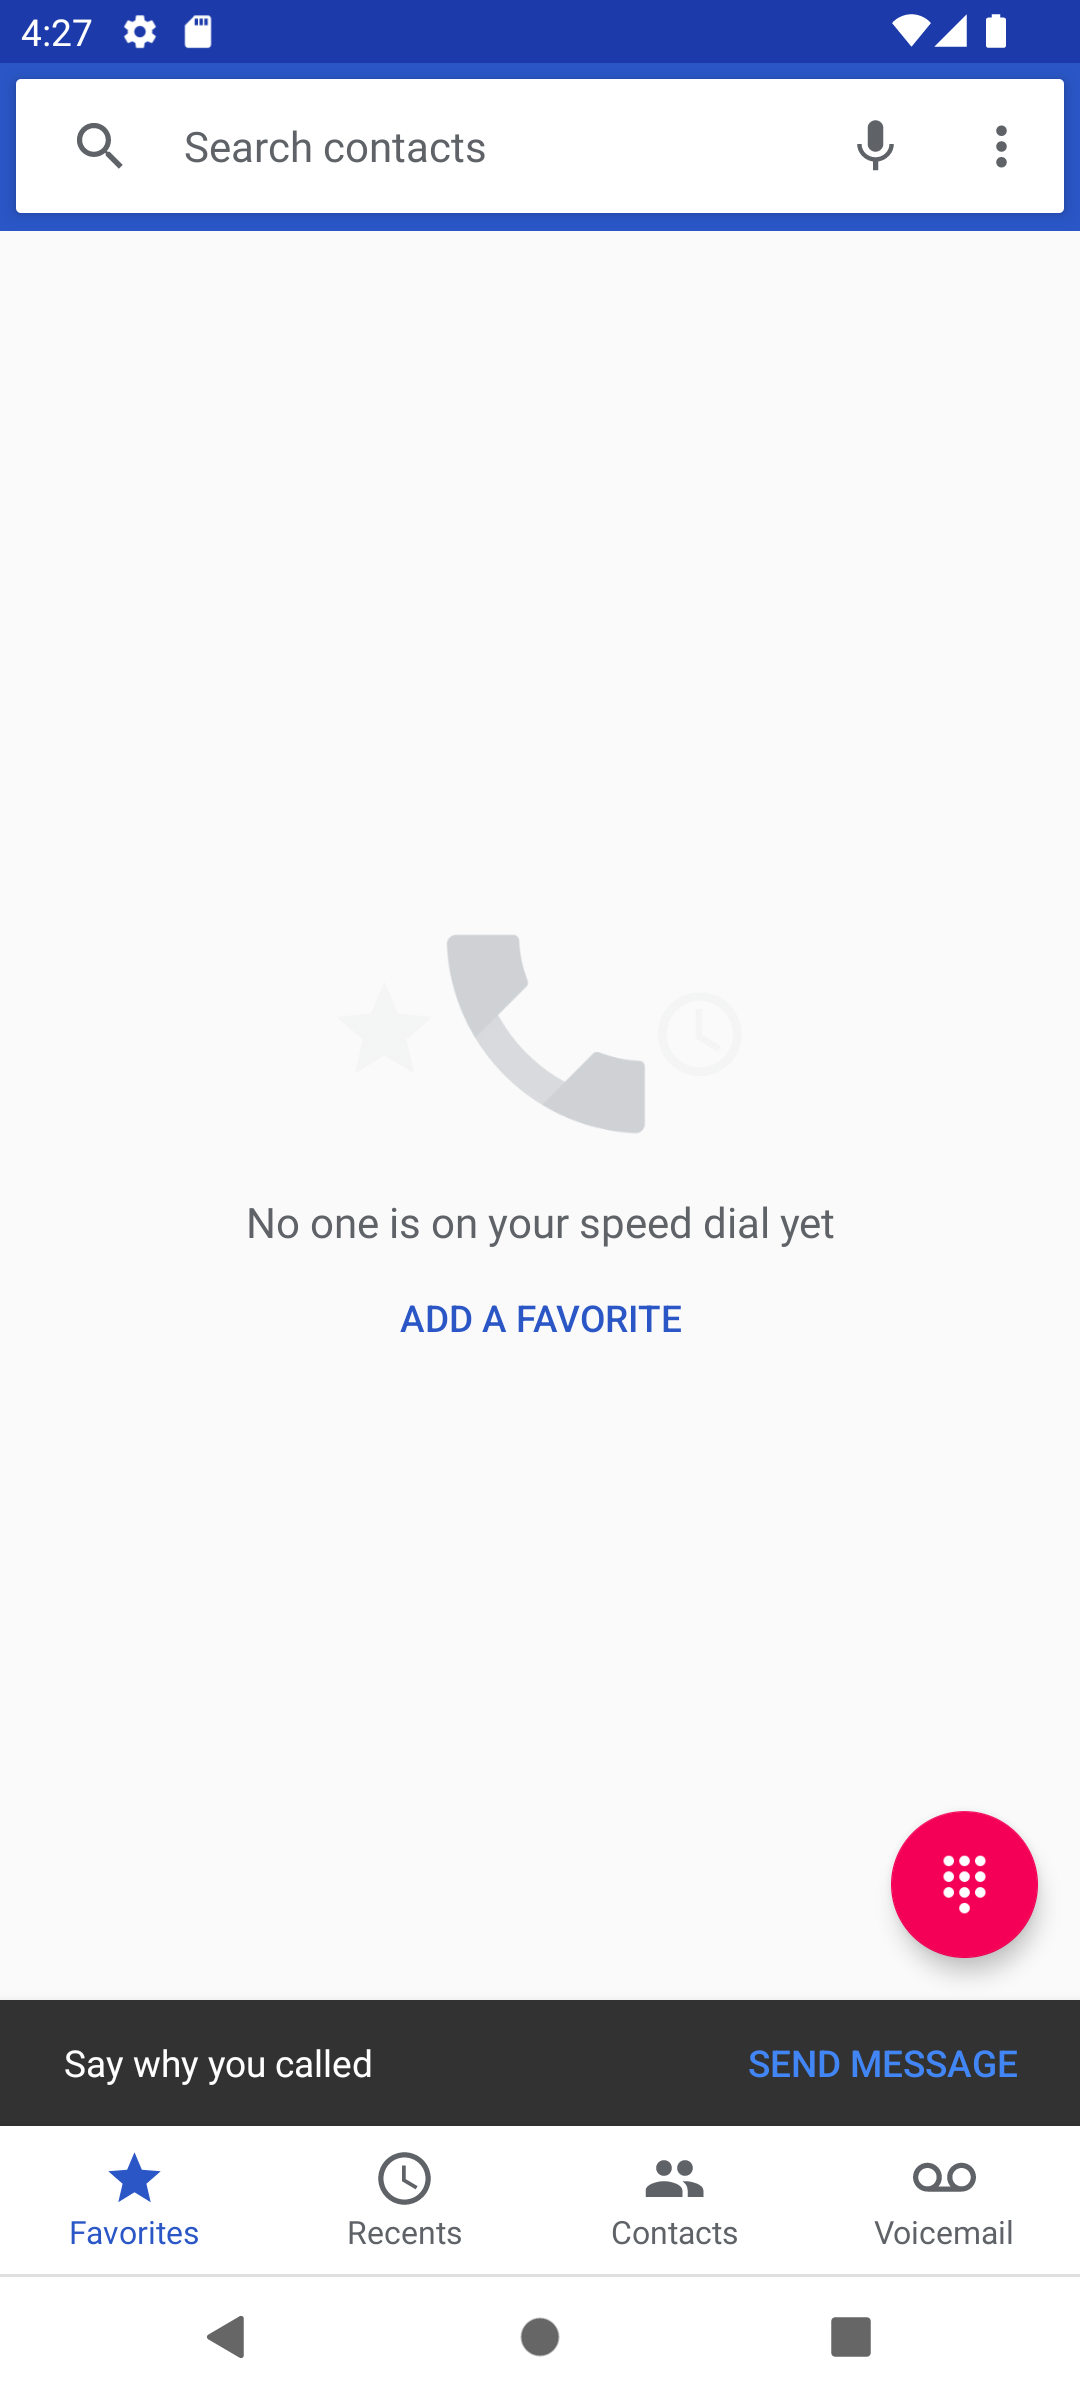 4:27
Search contacts
No one is on your speed dial yet
ADD A FAVORITE
Say why you called SEND MESSAGE
Favorites Recents Contacts Voicemail